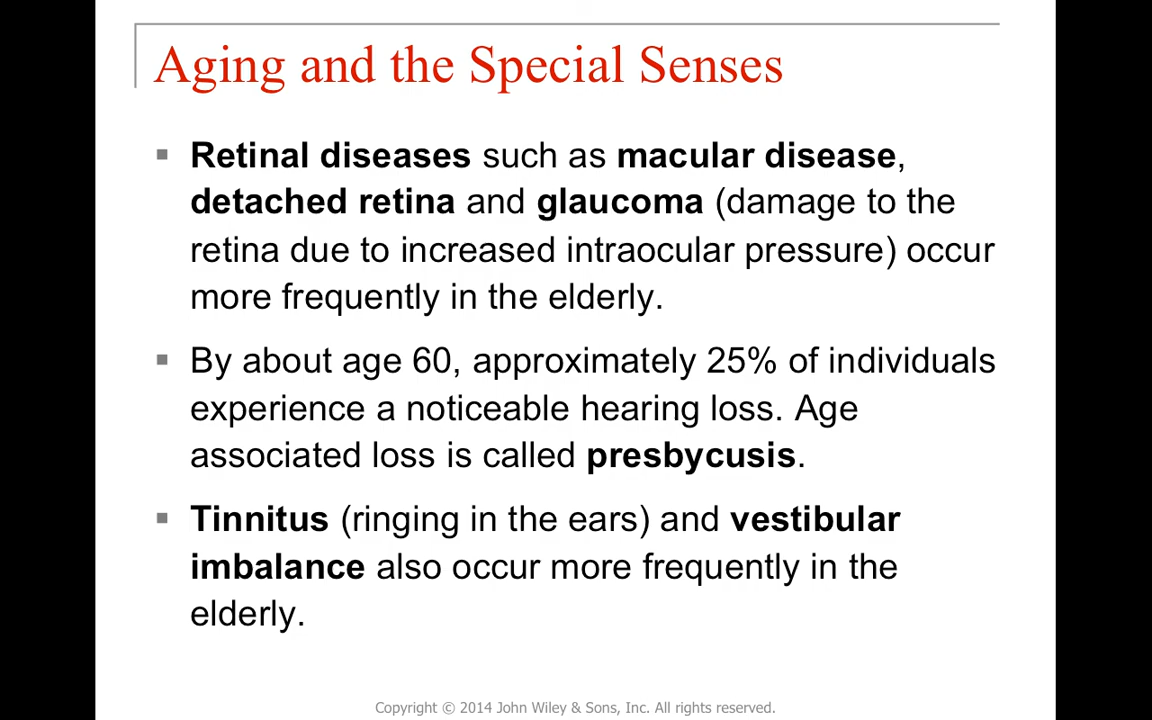 Aging and the Special Senses
▪ Retinal diseases such as macular disease,
detached retina and glaucoma (damage to the
retina due to increased intraocular pressure) occur
more frequently in the elderly.
▪ By about age 60, approximately 25% of individuals
experience a noticeable hearing loss. Age
associated loss is called presbycusis.
▪ Tinnitus (ringing in the ears) and vestibular
imbalance also occur more frequently in the
elderly.
Copyright © 2014 John Wiley & Sons, Inc. All rights reserved.